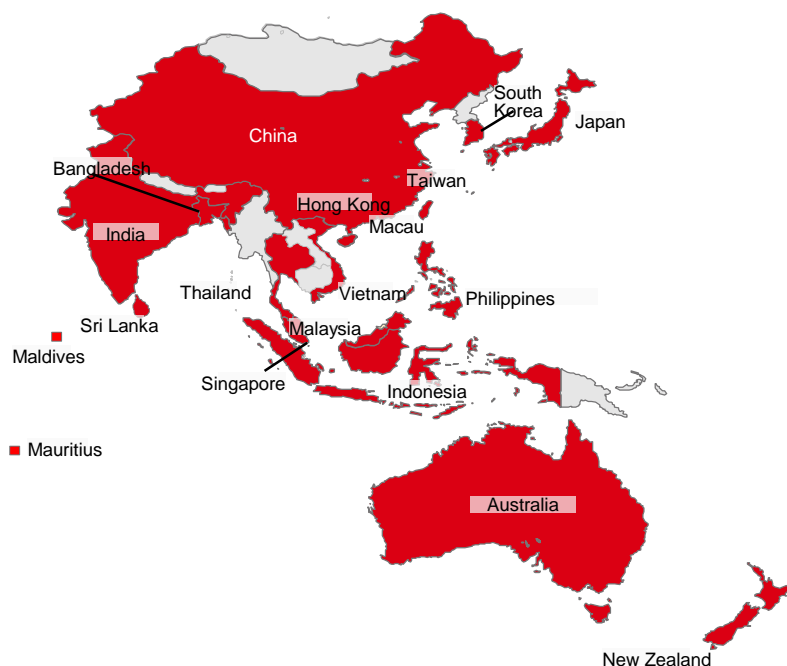 South
Korea
Japan
China
Bangladesh
Taiwan
Hong Kong
Macau
India
Thailand
Vietnam
Philippines
Sri Lanka
Malaysia
Maldives
Singapore
Indonesia
Mauritius
Australia
New Zealand